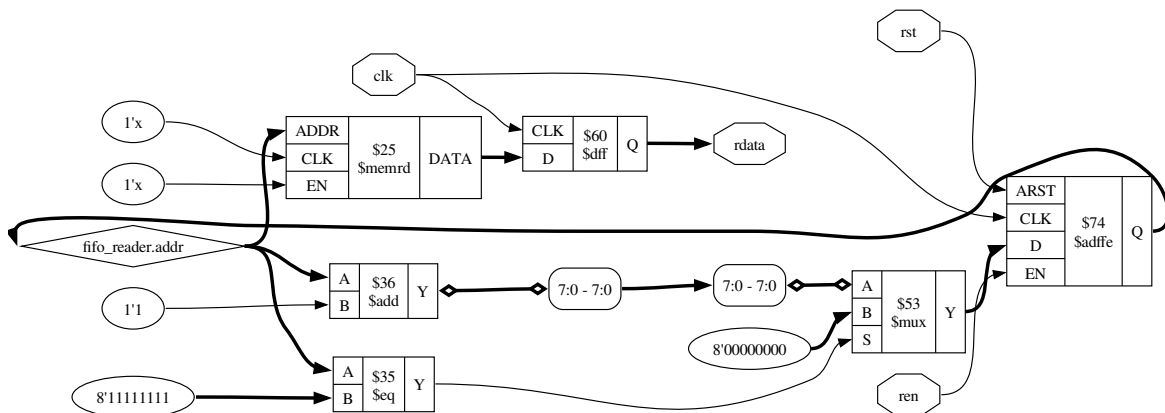 rst
clk
1'x
1'x
ADDR
CLK
EN
$25
$memrd
DATA
CLK
D
$60
$dff
Q
rdata
fifo_reader.addr
ARST
CLK
D
EN
$74
$adffe
Q
1'1
A
B
$36
$add
Y
7:0 - 7:0
7:0 - 7:0
8'00000000
A
B
S
$53
$mux
Y
8'11111111
A
B
$35
$eq
Y
ren